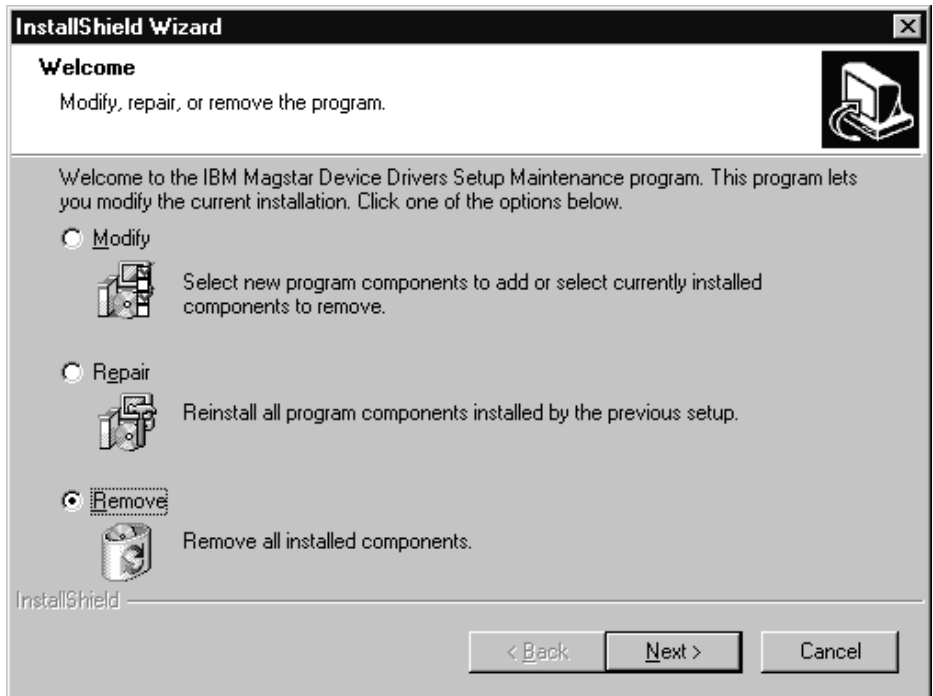 InstallShield Wizard
Welcome
Modify, repair, or remove the program.
Welcome to the IBM Magstar Device Drivers Setup Maintenance program. This program lets
you modify the current installation. Click one of the options below.
Modify
Select new program components to add or select currently installed
components to remove.
Repair
Reinstall all program components installed by the previous setup.
Remove
Remove all installed components.
InstallShield
< Back Next > Cancel